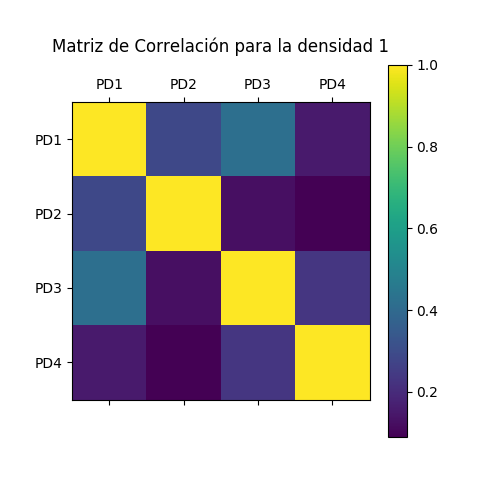 Matriz de Correlación para la densidad 1
PD1 PD2 PD3 PD4
PD1
PD2
PD3
PD4
1.0
0.8
0.6
0.4
0.2